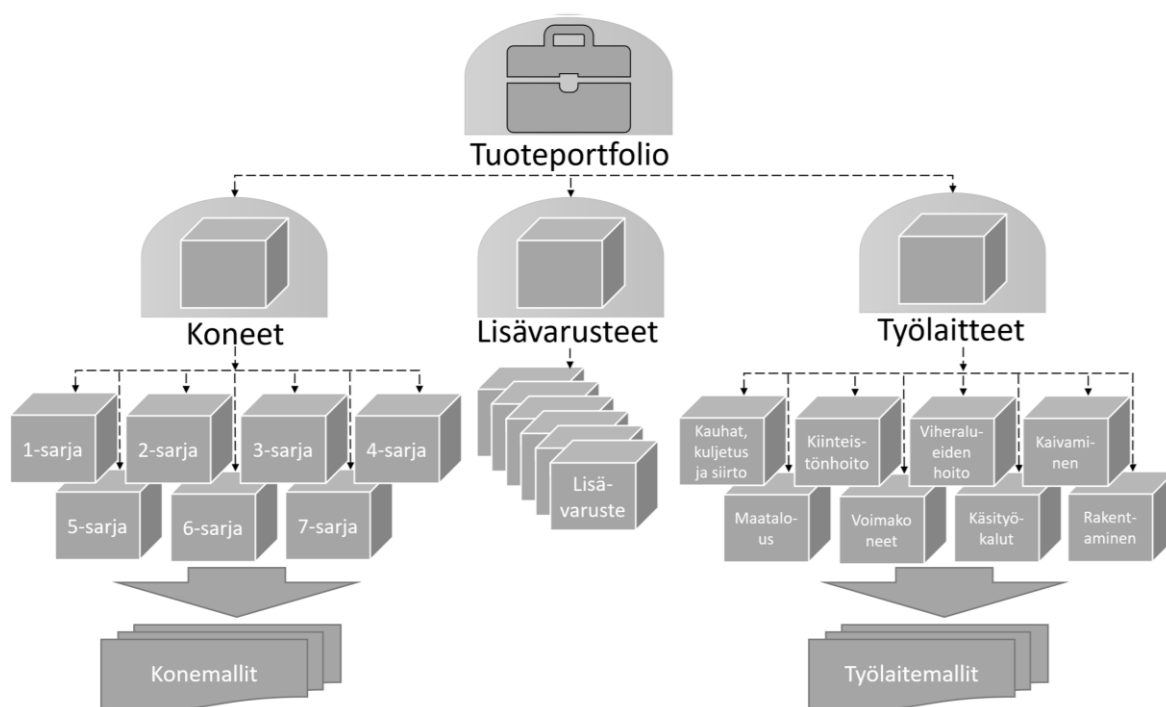 Tuoteportfolio
Koneet
Lisävarusteet
Työlaitteet
1-sarja
2-sarja
3-sarja
4-sarja
5-sarja
6-sarja
7-sarja
Lisä-
varuste
Kauhat,
kuljetus
ja siirto
Kiinteis-
tönhoito
Viheralu-
eiden
hoito
Kaivami-
nen
Maatalo-
us
Voimako
neet
Käsityö-
kalut
Rakent-
aminen
Konemallit
Työlaitemallit